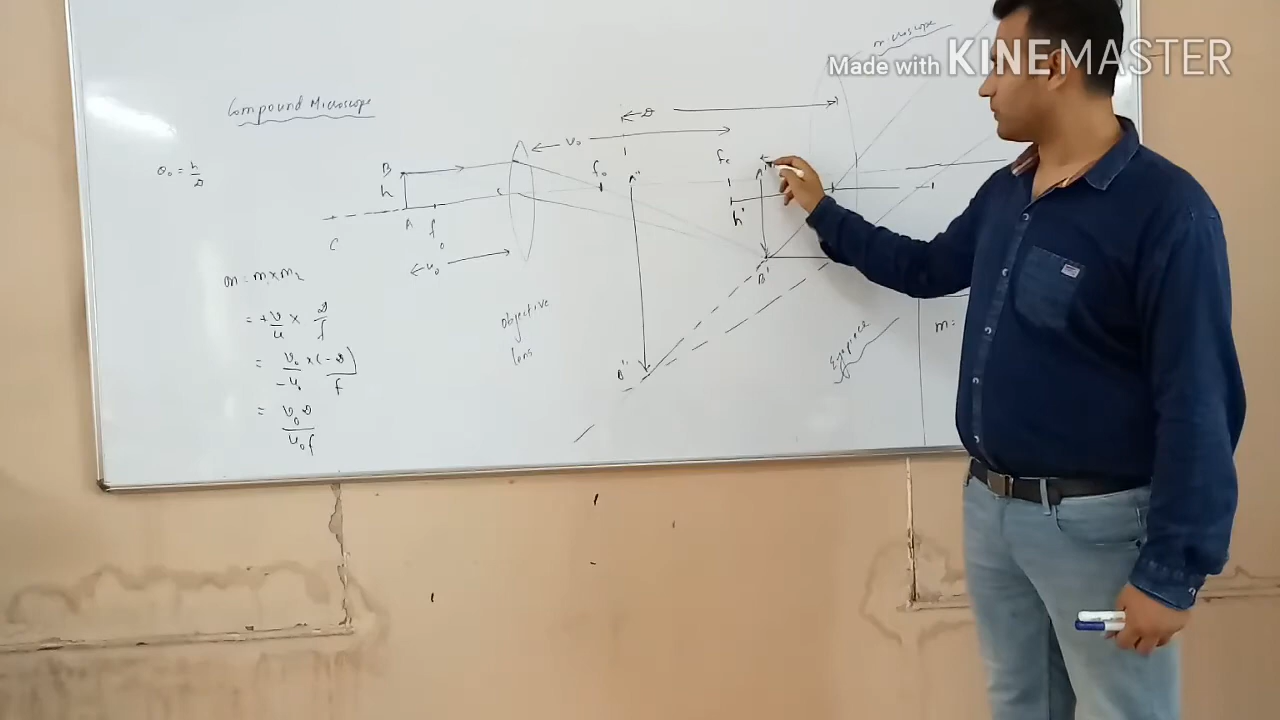 Made with KINEMASTER
microscope
Compound Microscope
D
v₀
θ₀ = h/D
B
h
f₀
fe
A"
A'
h'
C
A
f₀
C
u₀
B'
m = m₁ x m₂
Objective
lens
= +v/u x D/f
B"
Eyepiece
m:
= v₀/-u₀ x (-D)/f
= v₀D/u₀f